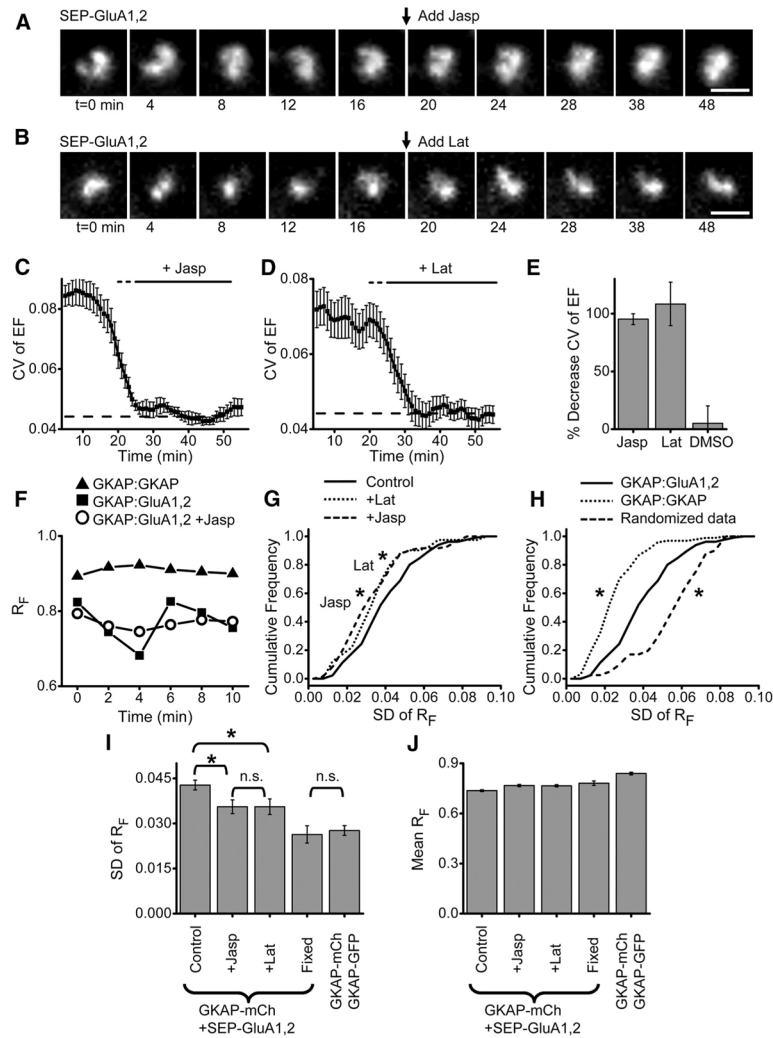 A
SEP-GluA1,2
Add Jasp
t=0 min 4 8 12 16 20 24 28 38 48
B
SEP-GluA1,2
Add Lat
t=0 min 4 8 12 16 20 24 28 38 48
C
+ Jasp
CV of EF
0.08
0.06
0.04
10 20 30 40 50
Time (min)
D
+ Lat
CV of EF
0.08
0.06
0.04
10 20 30 40 50
Time (min)
E
% Decrease CV of EF
100
50
0
Jasp Lat DMSO
F
GKAP:GKAP
GKAP:GluA1,2
GKAP:GluA1,2 +Jasp
RF
1.0
0.8
0.6
0 2 4 6 8 10
Time (min)
G
Control
+Lat
+Jasp
Cumulative Frequency
1.0
0.8
0.6
0.4
0.2
0.0
Lat *
Jasp *
0.02 0.04 0.06 0.08 0.10
SD of RF
H
GKAP:GluA1,2
GKAP:GKAP
Randomized data
Cumulative Frequency
1.0
0.8
0.6
0.4
0.2
0.0
* *
0.02 0.04 0.06 0.08 0.10
SD of RF
I
*
* n.s. n.s.
SD of RF
0.045
0.030
0.015
0.000
Control
+Jasp
+Lat
Fixed
GKAP-mCh
GKAP-GFP
GKAP-mCh
+SEP-GluA1,2
J
Mean RF
0.9
0.6
0.3
0.0
Control
+Jasp
+Lat
Fixed
GKAP-mCh
GKAP-GFP
GKAP-mCh
+SEP-GluA1,2